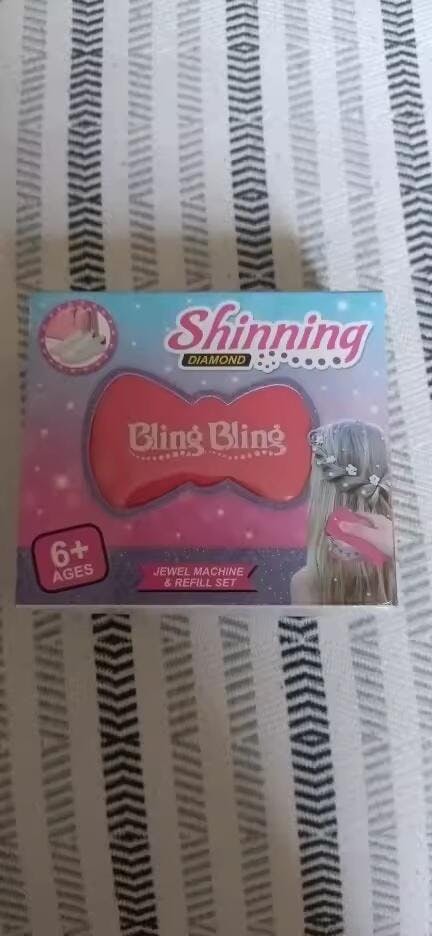 Shinning
DIAMOND
Bling Bling
6+
AGES
JEWEL MACHINE
& REFILL SET